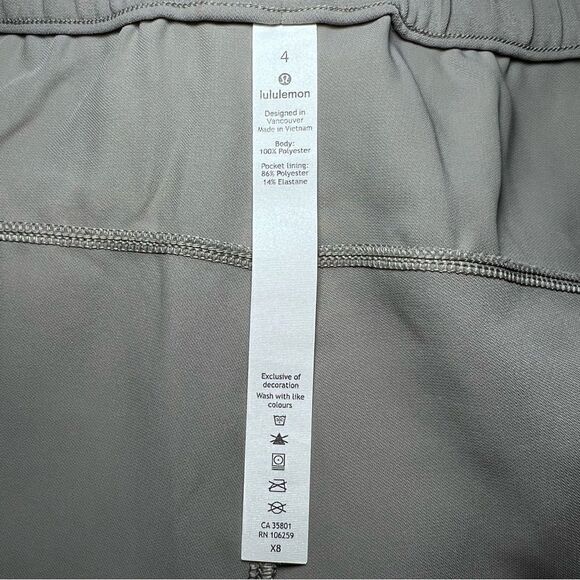 4
lululemon
Designed in
Vancouver
Made in Vietnam
Body:
100% Polyester
Pocket lining:
86% Polyester
14% Elastane
Exclusive of
decoration
Wash with like
colours
CA 35801
RN 106259
X8